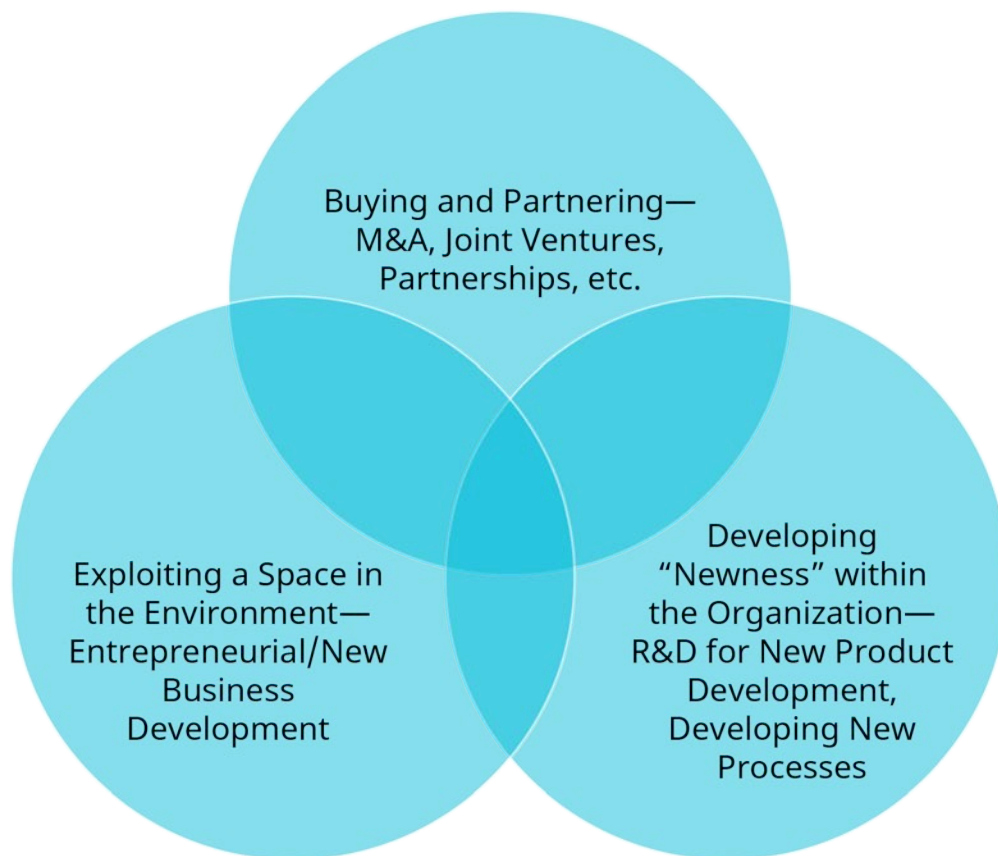 Buying and Partnering—
M&A, Joint Ventures,
Partnerships, etc.
Exploiting a Space in
the Environment—
Entrepreneurial/New
Business
Development
Developing
“Newness” within
the Organization—
R&D for New Product
Development,
Developing New
Processes